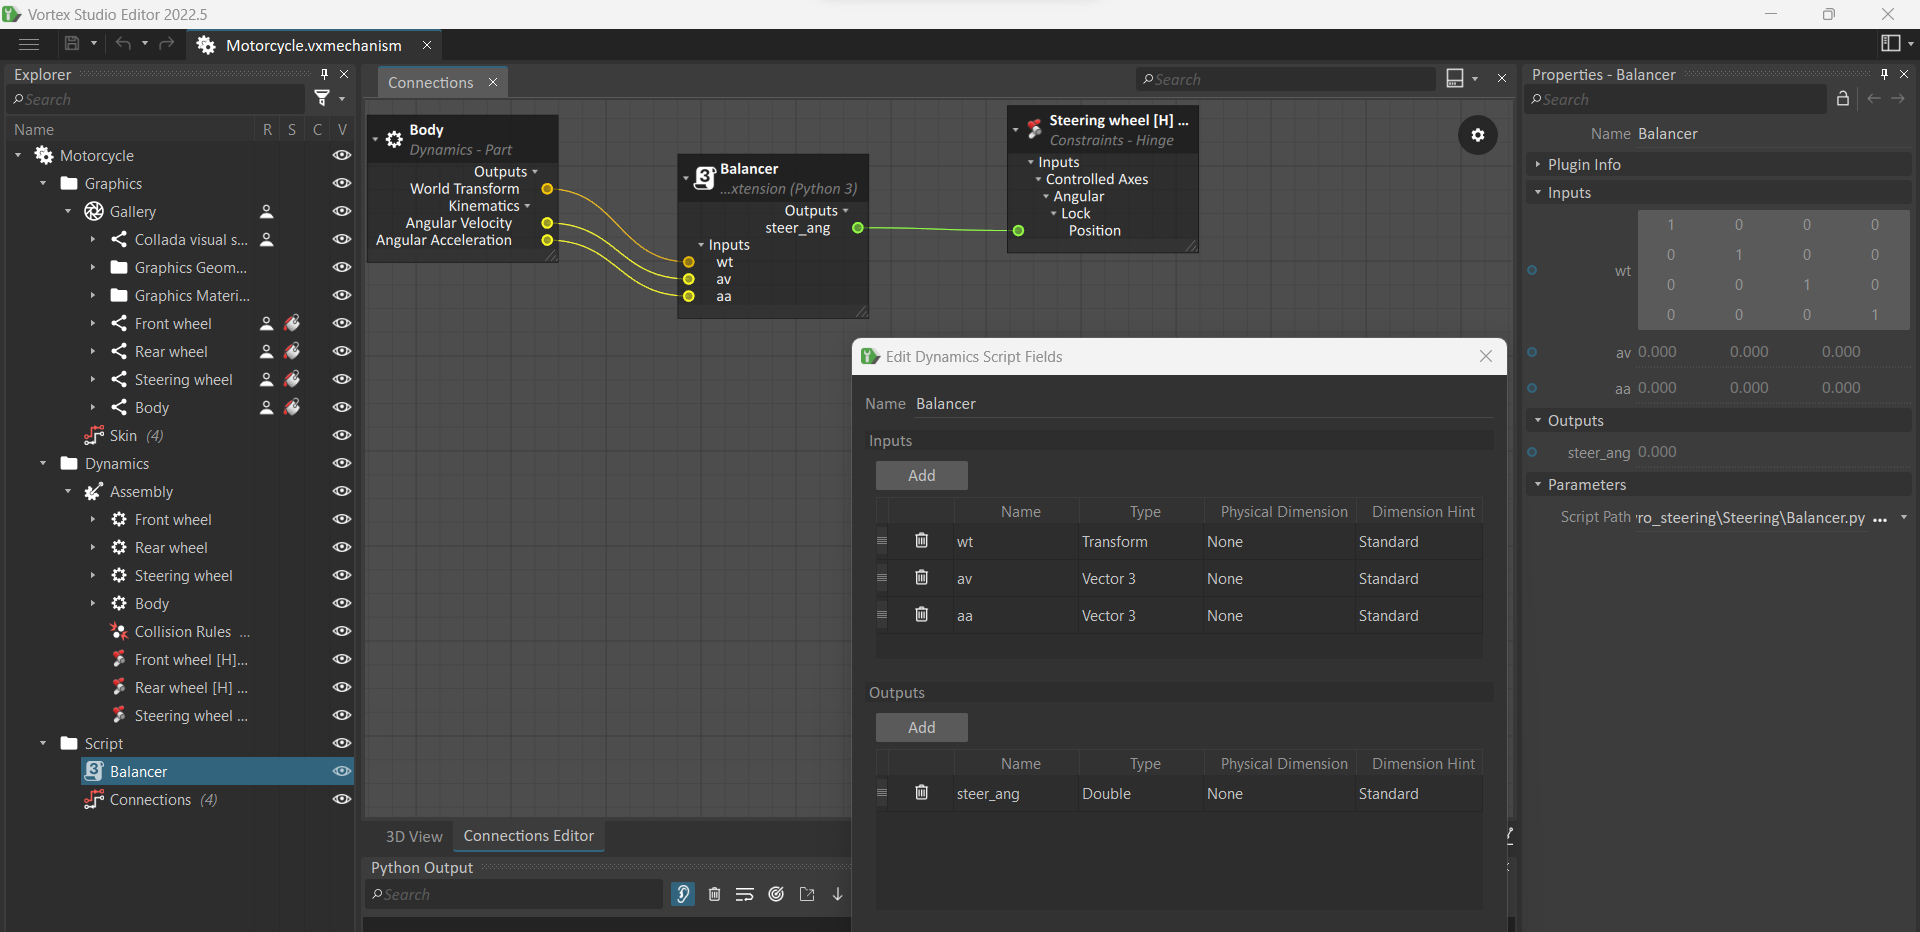 Vortex Studio Editor 2022.5
Motorcycle.vxmechanism
Explorer
Search
Name R S C V
Motorcycle
Graphics
Gallery
Collada visual s...
Graphics Geom...
Graphics Materi...
Front wheel
Rear wheel
Steering wheel
Body
Skin (4)
Dynamics
Assembly
Front wheel
Rear wheel
Steering wheel
Body
Collision Rules ...
Front wheel [H]...
Rear wheel [H] ...
Steering wheel ...
Script
Balancer
Connections (4)
Connections
Search
Body
Dynamics - Part
Outputs
World Transform
Kinematics
Angular Velocity
Angular Acceleration
Balancer
...xtension (Python 3)
Outputs
steer_ang
Inputs
wt
av
aa
Steering wheel [H] ...
Constraints - Hinge
Inputs
Controlled Axes
Angular
Lock
Position
3D View
Connections Editor
Python Output
Search
Edit Dynamics Script Fields
Name Balancer
Inputs
Add
Name Type Physical Dimension Dimension Hint
wt Transform None Standard
av Vector 3 None Standard
aa Vector 3 None Standard
Outputs
Add
Name Type Physical Dimension Dimension Hint
steer_ang Double None Standard
Properties - Balancer
Search
Name Balancer
Plugin Info
Inputs
wt
1 0 0 0
0 1 0 0
0 0 1 0
0 0 0 1
av 0.000 0.000 0.000
aa 0.000 0.000 0.000
Outputs
steer_ang 0.000
Parameters
Script Path ro_steering\Steering\Balancer.py ...